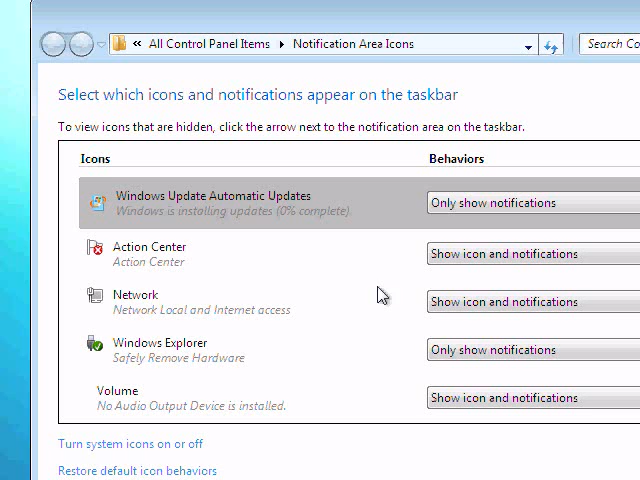 « All Control Panel Items ▸ Notification Area Icons
Search Co
Select which icons and notifications appear on the taskbar
To view icons that are hidden, click the arrow next to the notification area on the taskbar.
Icons Behaviors
Windows Update Automatic Updates
Windows is installing updates (0% complete).
Only show notifications
Action Center
Action Center
Show icon and notifications
Network
Network Local and Internet access
Show icon and notifications
Windows Explorer
Safely Remove Hardware
Only show notifications
Volume
No Audio Output Device is installed.
Show icon and notifications
Turn system icons on or off
Restore default icon behaviors